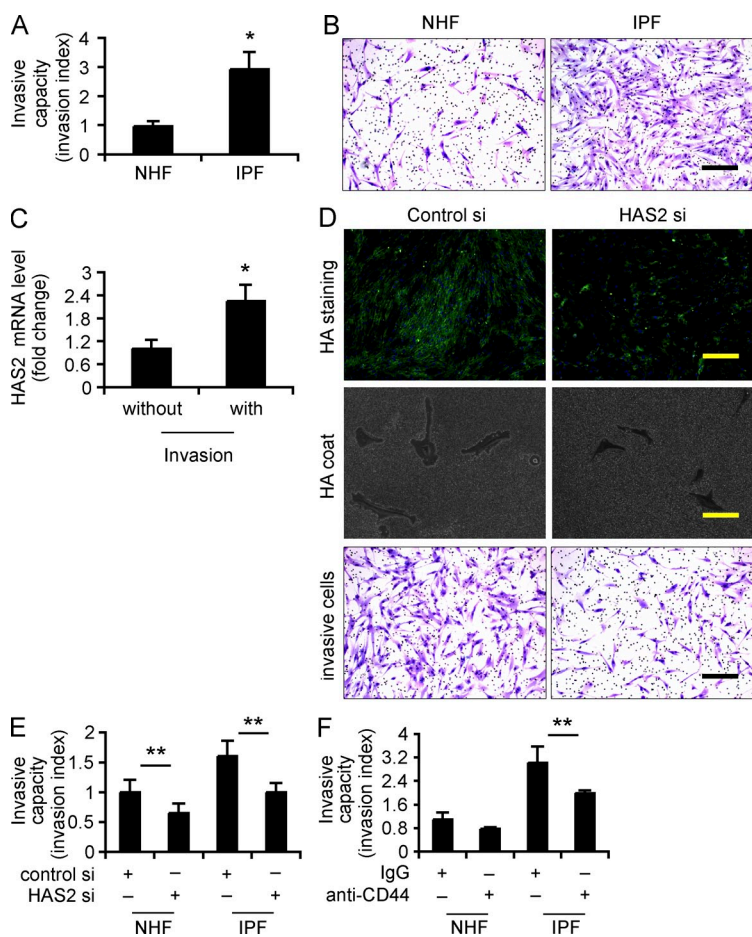 A
Invasive
capacity
(invasion index)
4
3
2
1
0
*
NHF
IPF
B
NHF
IPF
C
HAS2 mRNA level
(fold change)
3
2.4
1.8
1.2
0.6
0
*
without
with
Invasion
D
Control si
HAS2 si
HA staining
HA coat
invasive cells
E
Invasive
capacity
(invasion index)
2
1.5
1
0.5
0
**
**
control si + – + –
HAS2 si – + – +
NHF
IPF
F
Invasive
capacity
(invasion index)
4
3.2
2.4
1.6
0.8
0
**
IgG + – + –
anti-CD44 – + – +
NHF
IPF